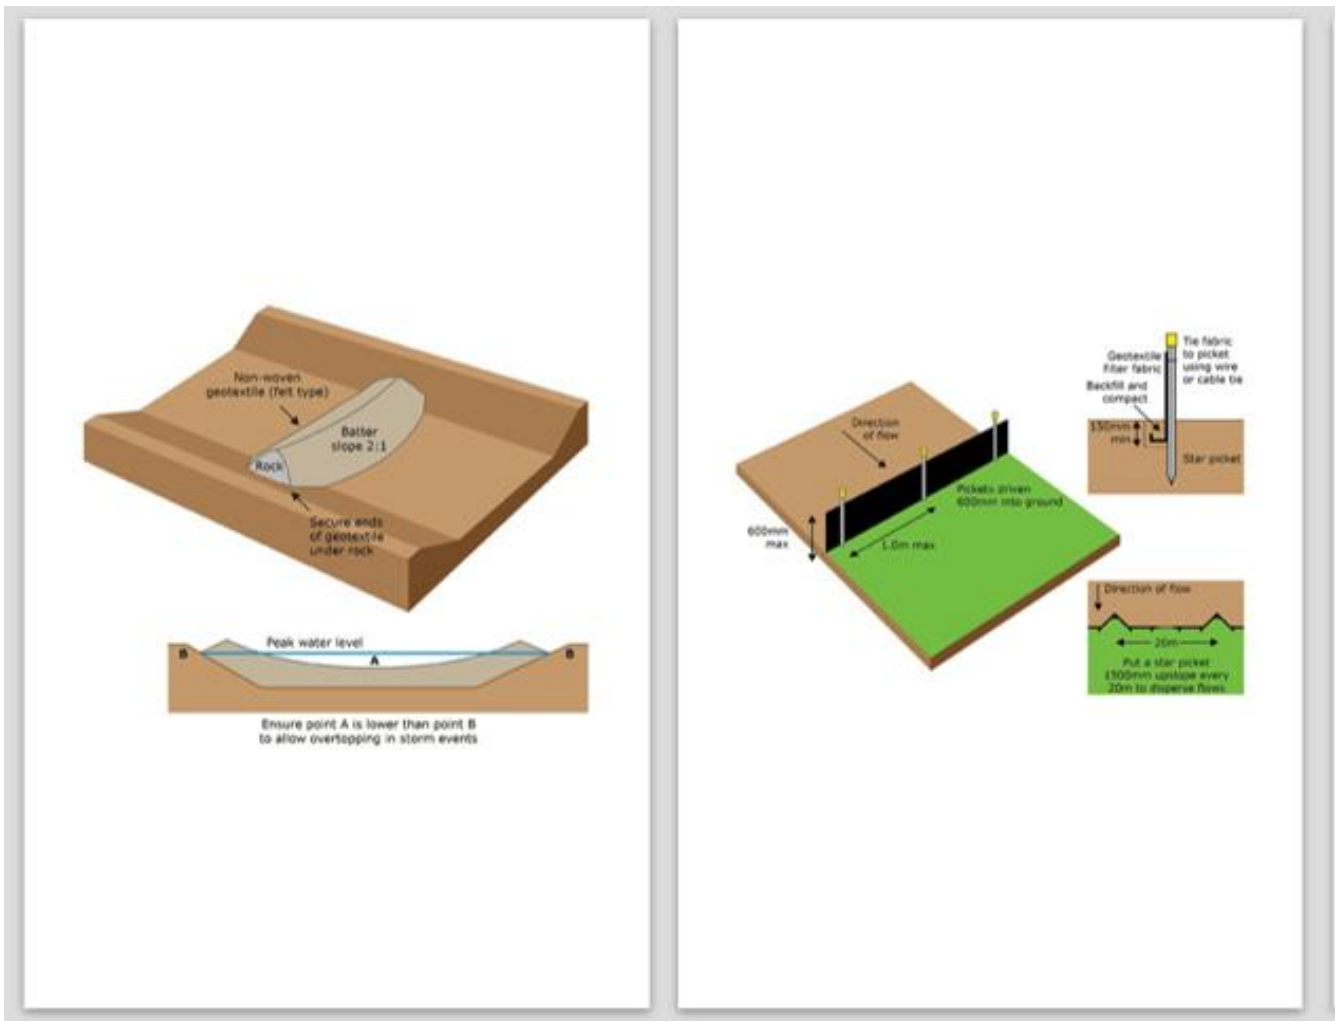 Non-woven
geotextile (felt type)
Batter
slope 2:1
Rock
Secure ends
of geotextile
under rock
Peak water level
B
A
B
Ensure point A is lower than point B
to allow overtopping in storm events
Direction
of flow
Pickets driven
600mm into ground
600mm
max
1.0m max
Geotextile
filter fabric
Tie fabric
to picket
using wire
or cable tie
Backfill and
compact
150mm
min
Star picket
Direction of flow
20m
Put a star picket
1500mm upslope every
20m to disperse flows